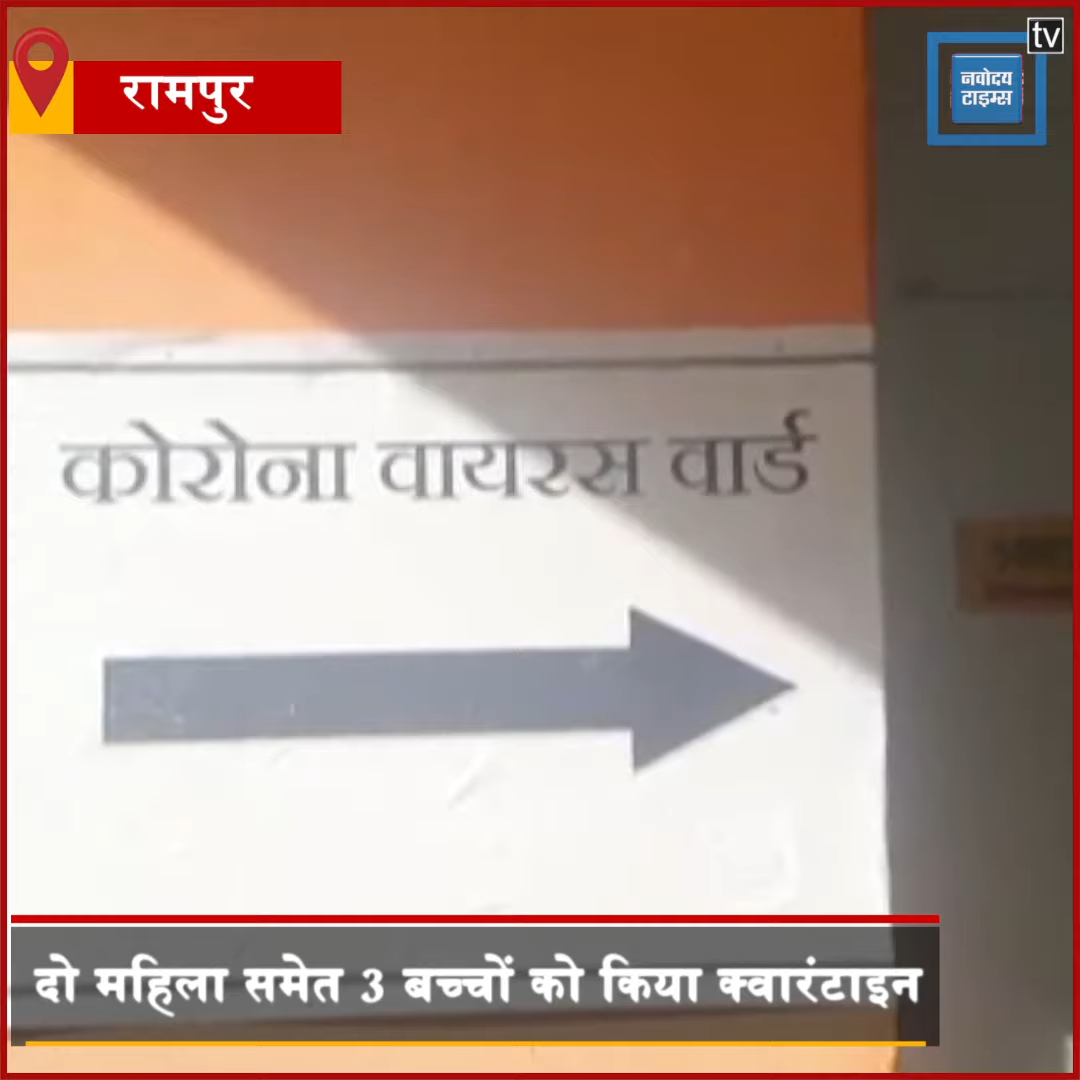 रामपुर
tv
नवोदय
टाइम्स
कोरोना वायरस वार्ड
दो महिला समेत 3 बच्चों को किया क्वारंटाइन